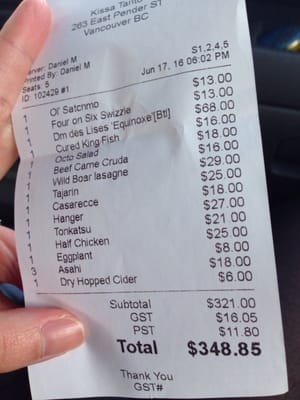 Kissa Tanto
263 East Pender ST
Vancouver BC
Server: Daniel M
Printed By: Daniel M
Seats: 5 S1,2,4,5
ID: 102429 #1 Jun 17, 16 06:02 PM
1 Ol' Satchmo $13.00
1 Four on Six Swizzle $13.00
1 Dm des Lises 'Equinoxe'[Btl] $68.00
1 Cured King Fish $16.00
1 Octo Salad $18.00
1 Beef Carne Cruda $16.00
1 Wild Boar lasagne $29.00
1 Tajarin $25.00
1 Casarecce $18.00
1 Hanger $27.00
1 Tonkatsu $21.00
1 Half Chicken $25.00
1 Eggplant $8.00
3 Asahi $18.00
1 Dry Hopped Cider $6.00
Subtotal $321.00
GST $16.05
PST $11.80
Total $348.85
Thank You
GST#